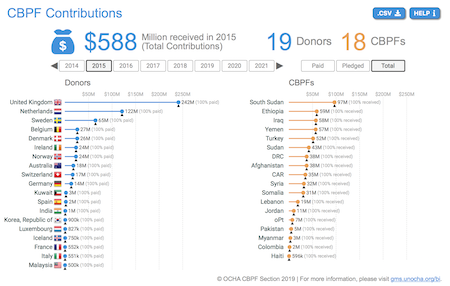 CBPF Contributions
.CSV
HELP
$588 Million received in 2015
(Total Contributions)
19 Donors 18 CBPFs
2014 2015 2016 2017 2018 2019 2020 2021
Paid Pledged Total
Donors
$50M $100M $150M $200M $250M
United Kingdom 242M (100% paid)
Netherlands 122M (100% paid)
Sweden 65M (100% paid)
Belgium 27M (100% paid)
Denmark 26M (100% paid)
Ireland 24M (100% paid)
Norway 24M (100% paid)
Australia 18M (100% paid)
Switzerland 17M (100% paid)
Germany 14M (100% paid)
Kuwait 3M (100% paid)
Spain 2M (100% paid)
India 1M (100% paid)
Korea, Republic of 900k (100% paid)
Luxembourg 827k (100% paid)
Iceland 750k (100% paid)
France 552k (100% paid)
Italy 551k (100% paid)
Malaysia 500k (100% paid)
CBPFs
$50M $100M $150M $200M $250M
South Sudan 97M (100% received)
Ethiopia 59M (100% received)
Iraq 58M (100% received)
Yemen 57M (100% received)
Turkey 52M (100% received)
Sudan 43M (100% received)
DRC 38M (100% received)
Afghanistan 38M (100% received)
CAR 35M (100% received)
Syria 32M (100% received)
Somalia 31M (100% received)
Lebanon 19M (100% received)
Jordan 11M (100% received)
oPt 7M (100% received)
Pakistan 5M (100% received)
Myanmar 3M (100% received)
Colombia 2M (100% received)
Haiti 596k (100% received)
© OCHA CBPF Section 2019 | For more information, please visit gms.unocha.org/bi.